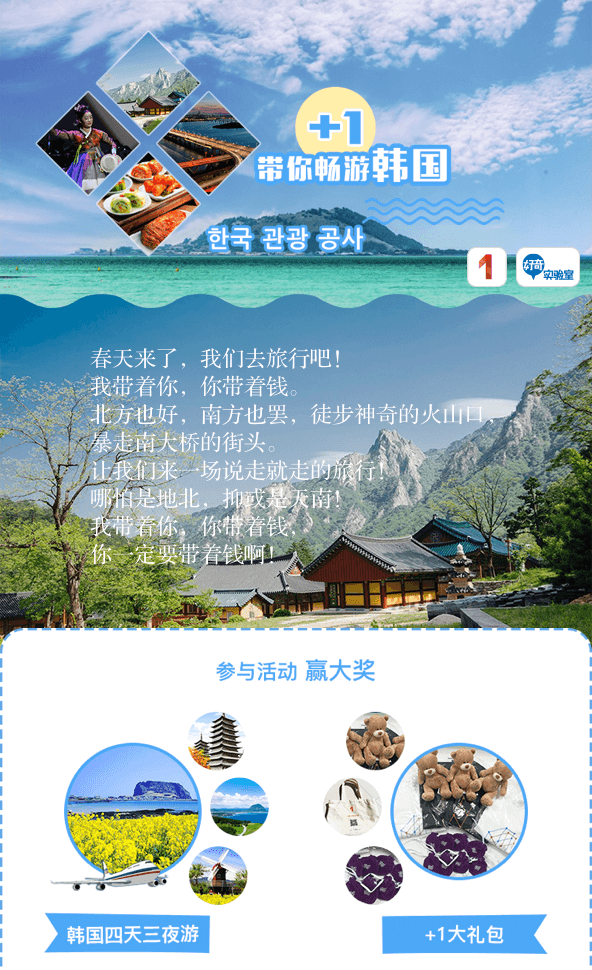 +1
带你畅游韩国
한국 관광 공사
1
好奇
实验室
春天来了，我们去旅行吧！
我带着你，你带着钱。
北方也好，南方也罢，徒步神奇的火山口，
暴走南大桥的街头。
让我们来一场说走就走的旅行！
哪怕是地北，抑或是天南！
我带着你，你带着钱，
你一定要带着钱啊！
参与活动 赢大奖
韩国四天三夜游
+1大礼包